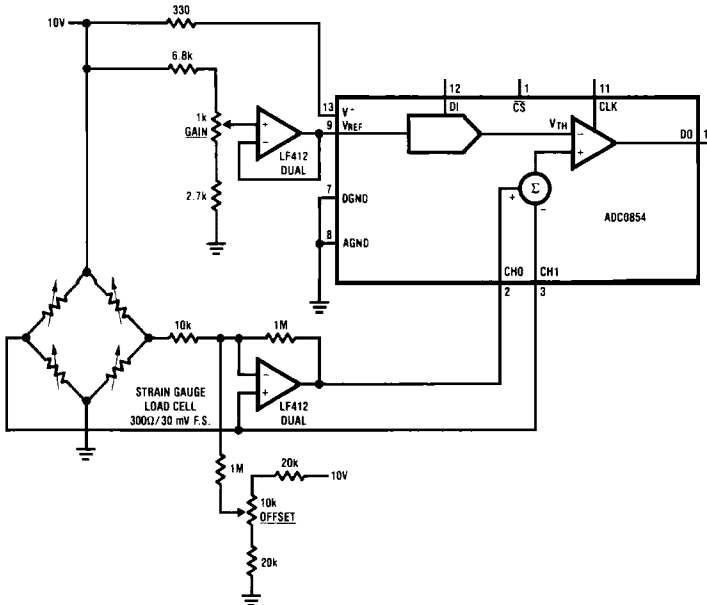 10V
330
6.8k
1k
GAIN
2.7k
LF412
DUAL
13
V+
9
VREF
12
DI
1
CS
11
CLK
VTH
DO
1
7
DGND
8
AGND
+
Σ
−
ADC0854
CH0
CH1
2
3
10k
1M
−
+
LF412
DUAL
STRAIN GAUGE
LOAD CELL
300Ω/30 mV F.S.
1M
20k
10V
10k
OFFSET
20k